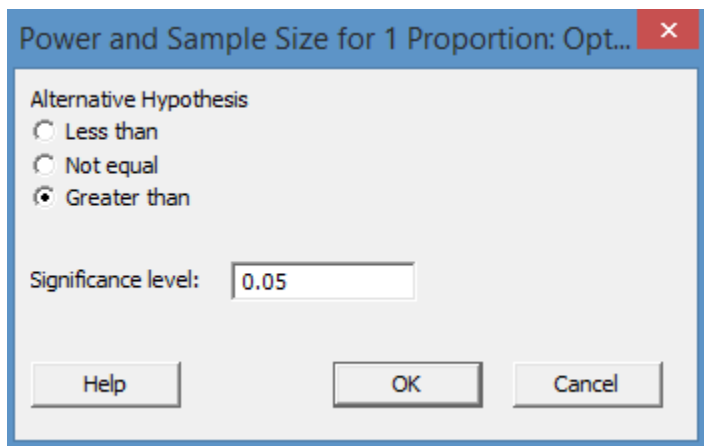 Power and Sample Size for 1 Proportion: Opt...
Alternative Hypothesis
Less than
Not equal
Greater than
Significance level: 0.05
Help OK Cancel